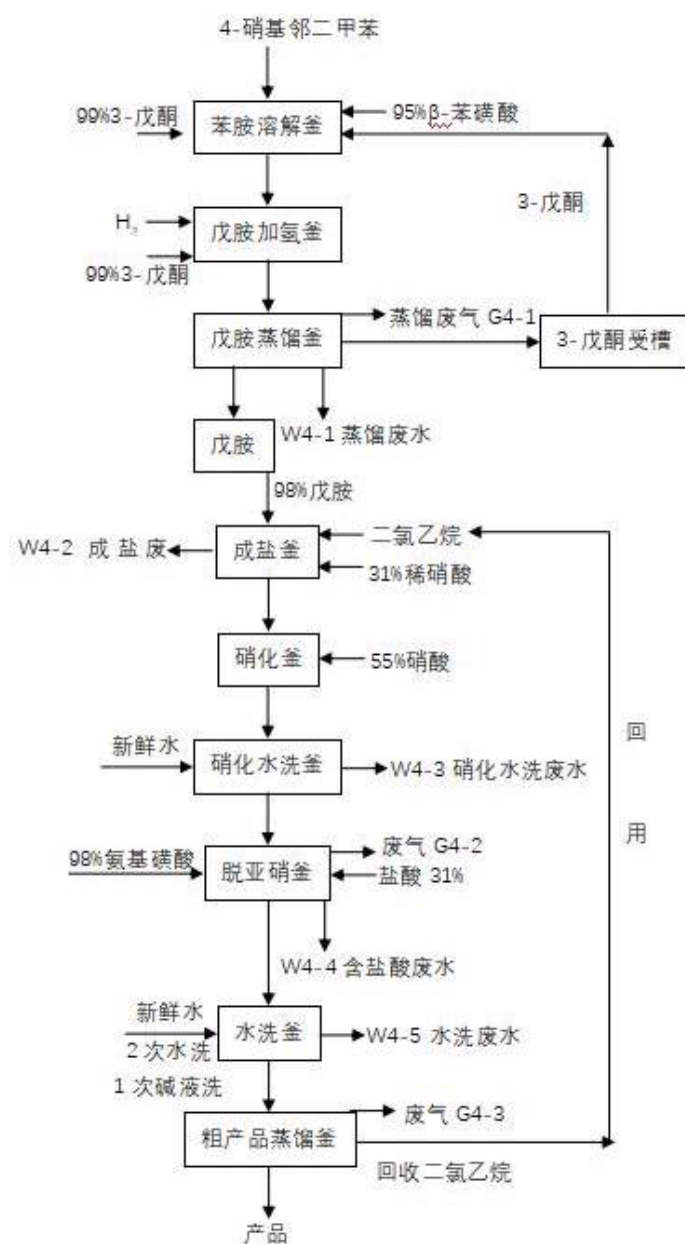 4-硝基邻二甲苯
99%3-戊酮
苯胺溶解釜
95%β-苯磺酸
3-戊酮
H₂
戊胺加氢釜
99%3-戊酮
戊胺蒸馏釜
蒸馏废气 G4-1
3-戊酮受槽
戊胺
W4-1 蒸馏废水
98%戊胺
W4-2 成盐废
成盐釜
二氯乙烷
31%稀硝酸
硝化釜
55%硝酸
回
用
新鲜水
硝化水洗釜
W4-3 硝化水洗废水
98%氨基磺酸
脱亚硝釜
废气 G4-2
盐酸 31%
W4-4 含盐酸废水
新鲜水
2 次水洗
水洗釜
W4-5 水洗废水
1 次碱液洗
粗产品蒸馏釜
废气 G4-3
回收二氯乙烷
产品